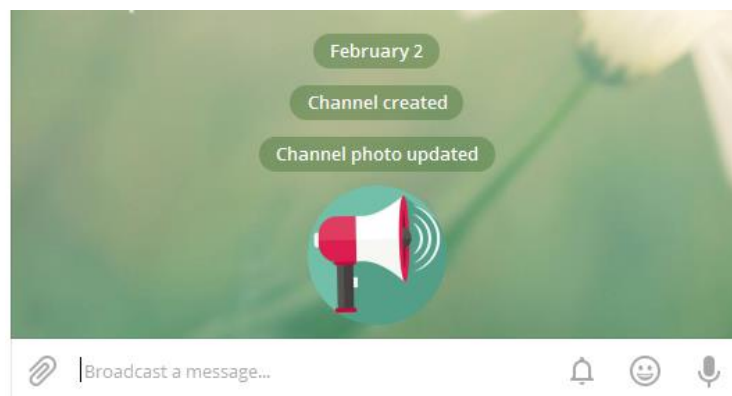 February 2
Channel created
Channel photo updated
Broadcast a message...